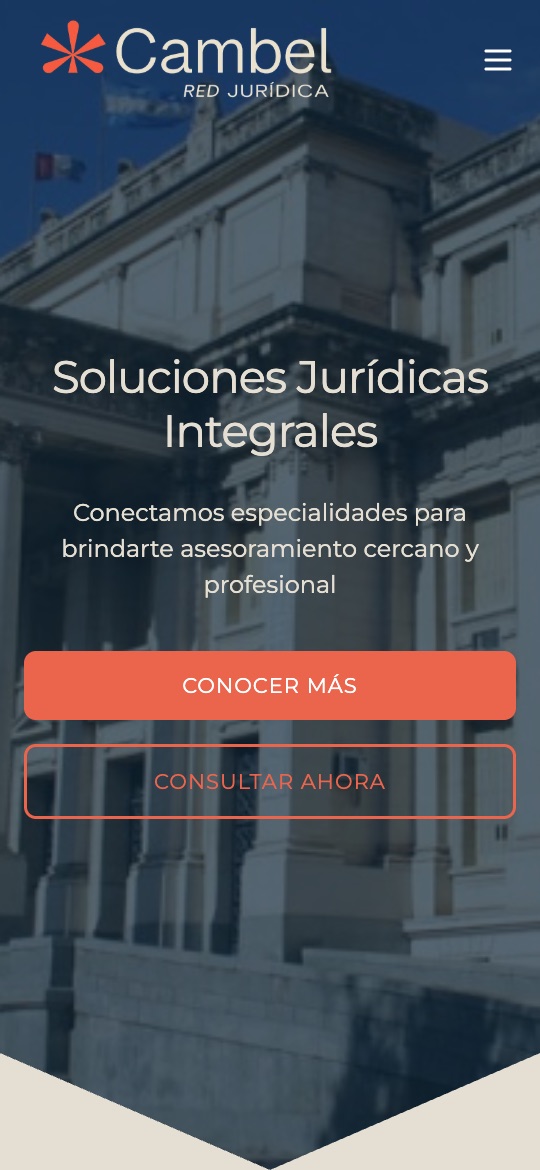 Cambel
RED JURÍDICA
Soluciones Jurídicas
Integrales
Conectamos especialidades para
brindarte asesoramiento cercano y
profesional
CONOCER MÁS
CONSULTAR AHORA